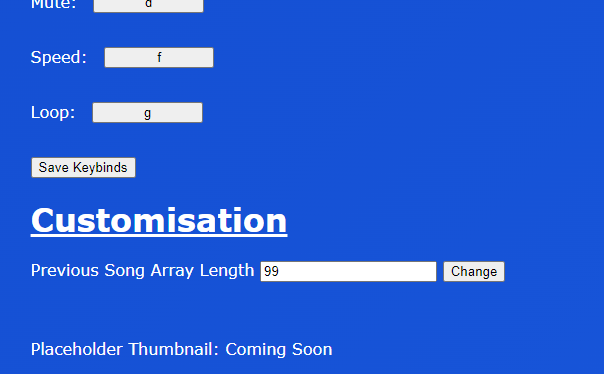 Mute: d
Speed: f
Loop: g
Save Keybinds
Customisation
Previous Song Array Length 99 Change
Placeholder Thumbnail: Coming Soon